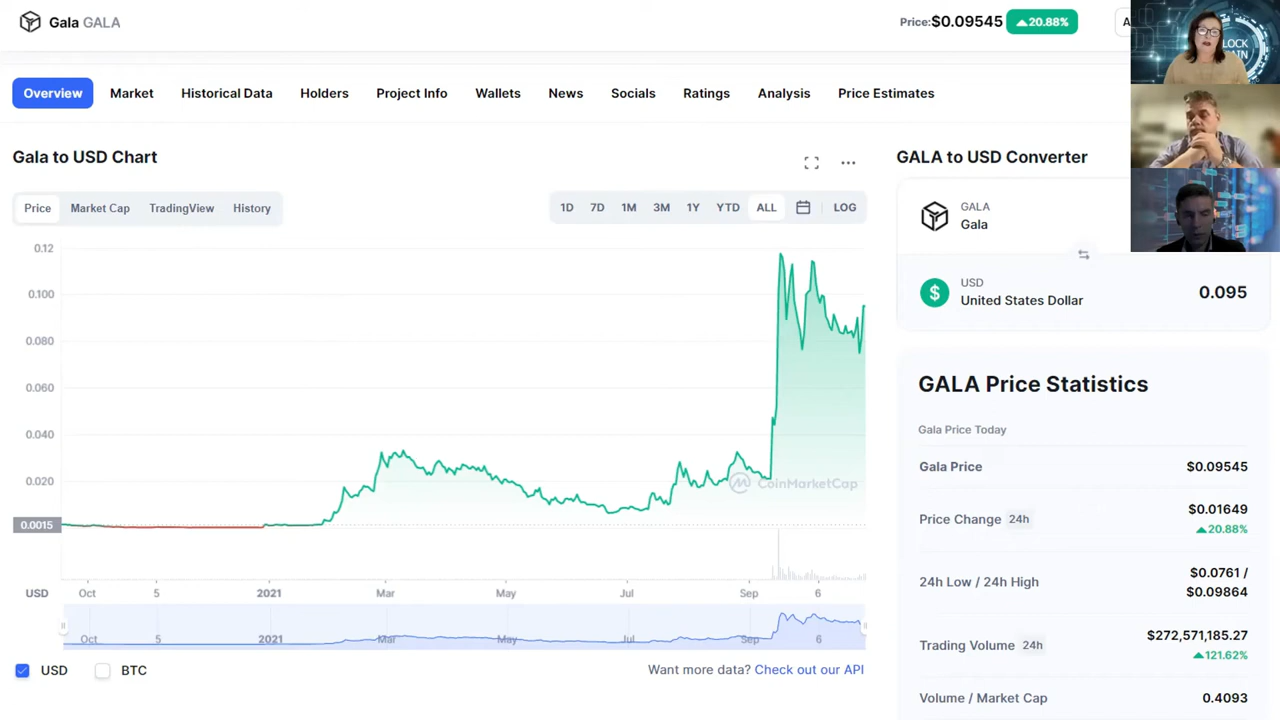 Gala GALA
Price:$0.09545 ▲20.88%
A
LOCK
Overview Market Historical Data Holders Project Info Wallets News Socials Ratings Analysis Price Estimates
Gala to USD Chart
Price Market Cap TradingView History
1D 7D 1M 3M 1Y YTD ALL LOG
0.12
0.100
0.080
0.060
0.040
0.020
0.0015
CoinMarketCap
USD Oct 5 2021 Mar May Jul Sep 6
Oct 5 2021 Mar May Jul Sep 6
USD BTC
Want more data? Check out our API
GALA to USD Converter
GALA
Gala
USD
United States Dollar
0.095
GALA Price Statistics
Gala Price Today
Gala Price $0.09545
Price Change 24h $0.01649
▲20.88%
24h Low / 24h High $0.0761 /
$0.09864
Trading Volume 24h $272,571,185.27
▲121.62%
Volume / Market Cap 0.4093